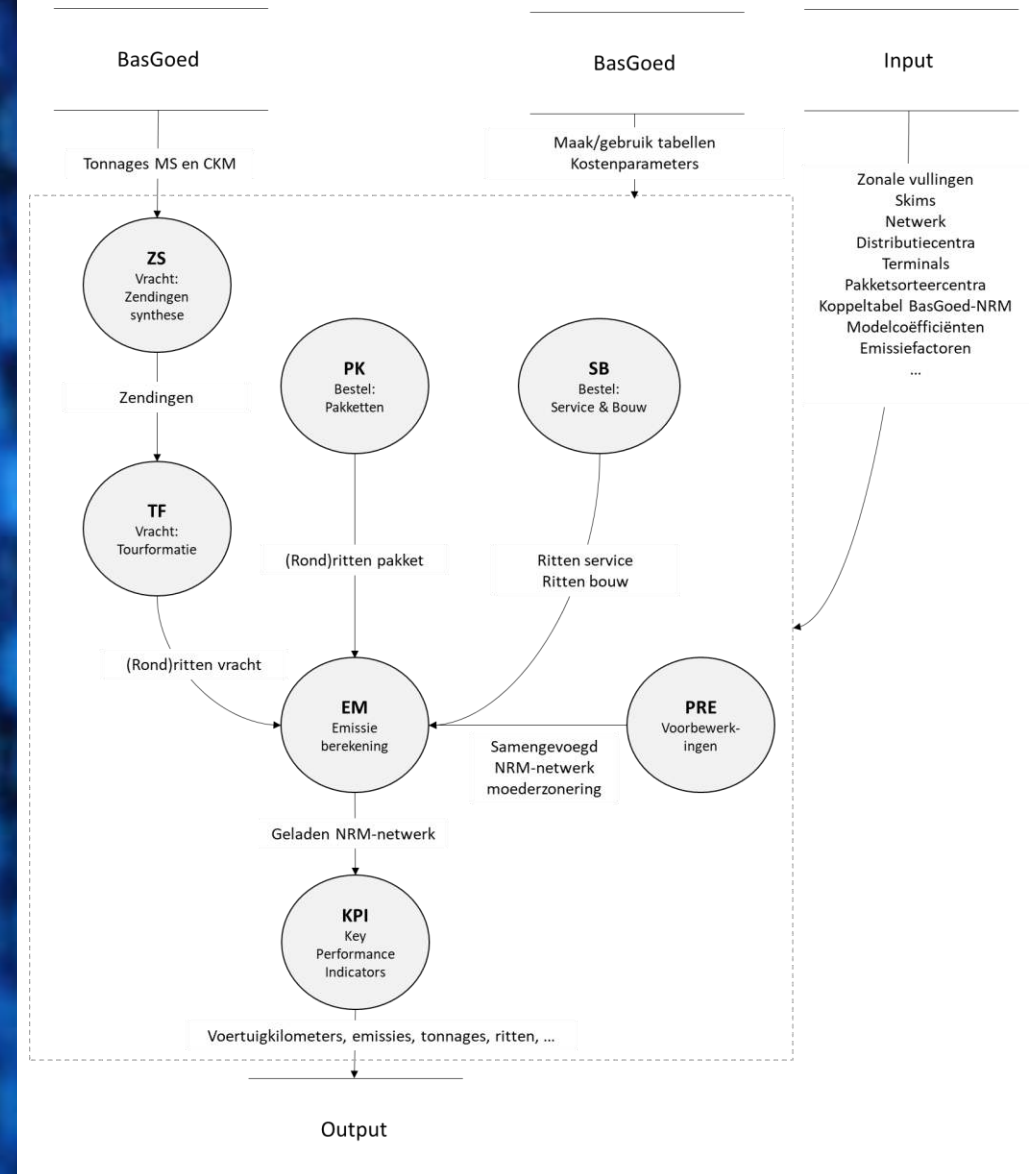 BasGoed
BasGoed
Input
Tonnages MS en CKM
Maak/gebruik tabellen
Kostenparameters
Zonale vullingen
Skims
Netwerk
Distributiecentra
Terminals
Pakketsorteercentra
Koppeltabel BasGoed-NRM
Modelcoëfficiënten
Emissiefactoren
...
ZS
Vracht:
Zendingen
synthese
PK
Bestel:
Pakketten
SB
Bestel:
Service & Bouw
Zendingen
TF
Vracht:
Tourformatie
(Rond)ritten pakket
Ritten service
Ritten bouw
(Rond)ritten vracht
EM
Emissie
berekening
PRE
Voorbewerk-
ingen
Samengevoegd
NRM-netwerk
moederzonering
Geladen NRM-netwerk
KPI
Key
Performance
Indicators
Voertuigkilometers, emissies, tonnages, ritten, ...
Output